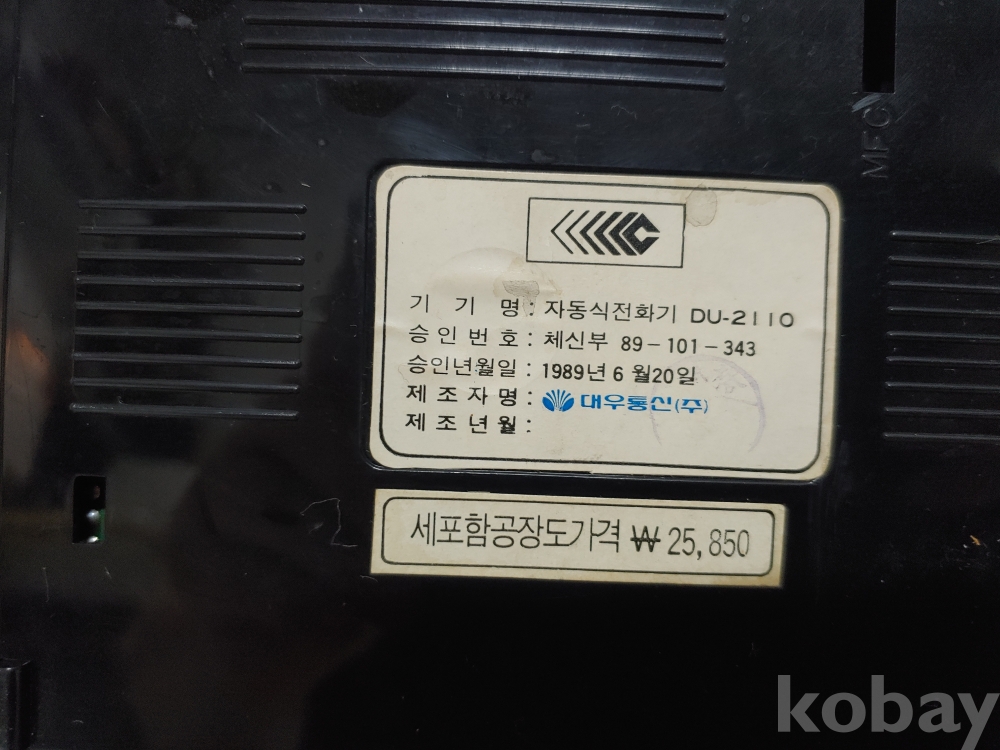 MFC
기 기 명 : 자동식전화기 DU-2110
승인번호 : 체신부 89-101-343
승인년월일 : 1989년 6월20일
제조자명 : 대우통신(주)
제조년월 :
세포함공장도가격 ₩ 25,850
kobay